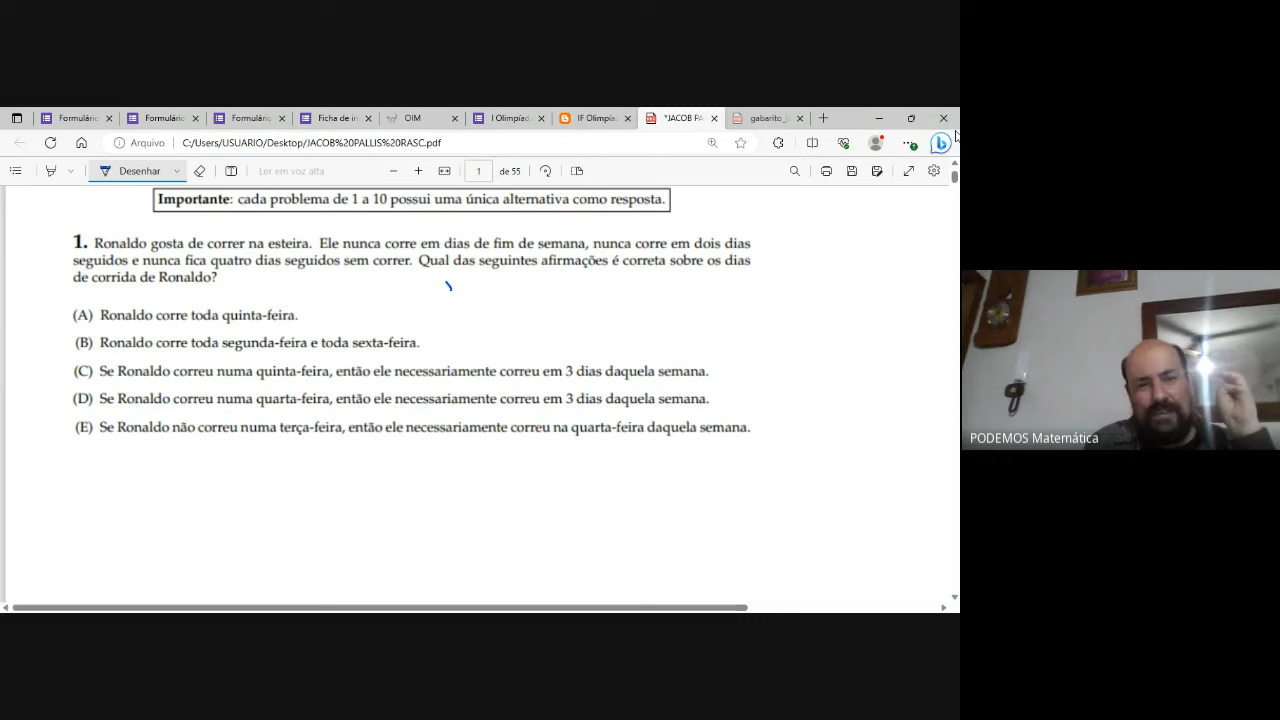 Formulário
Formulário
Formulário
Ficha de in
OIM
I Olimpíad
IF Olimpía
*JACOB PA
gabarito_j
Arquivo
C:/Users/USUARIO/Desktop/JACOB%20PALLIS%20RASC.pdf
Desenhar
Ler em voz alta
1
de 55
Importante: cada problema de 1 a 10 possui uma única alternativa como resposta.
1. Ronaldo gosta de correr na esteira. Ele nunca corre em dias de fim de semana, nunca corre em dois dias
seguidos e nunca fica quatro dias seguidos sem correr. Qual das seguintes afirmações é correta sobre os dias
de corrida de Ronaldo?
(A) Ronaldo corre toda quinta-feira.
(B) Ronaldo corre toda segunda-feira e toda sexta-feira.
(C) Se Ronaldo correu numa quinta-feira, então ele necessariamente correu em 3 dias daquela semana.
(D) Se Ronaldo correu numa quarta-feira, então ele necessariamente correu em 3 dias daquela semana.
(E) Se Ronaldo não correu numa terça-feira, então ele necessariamente correu na quarta-feira daquela semana.
PODEMOS Matemática